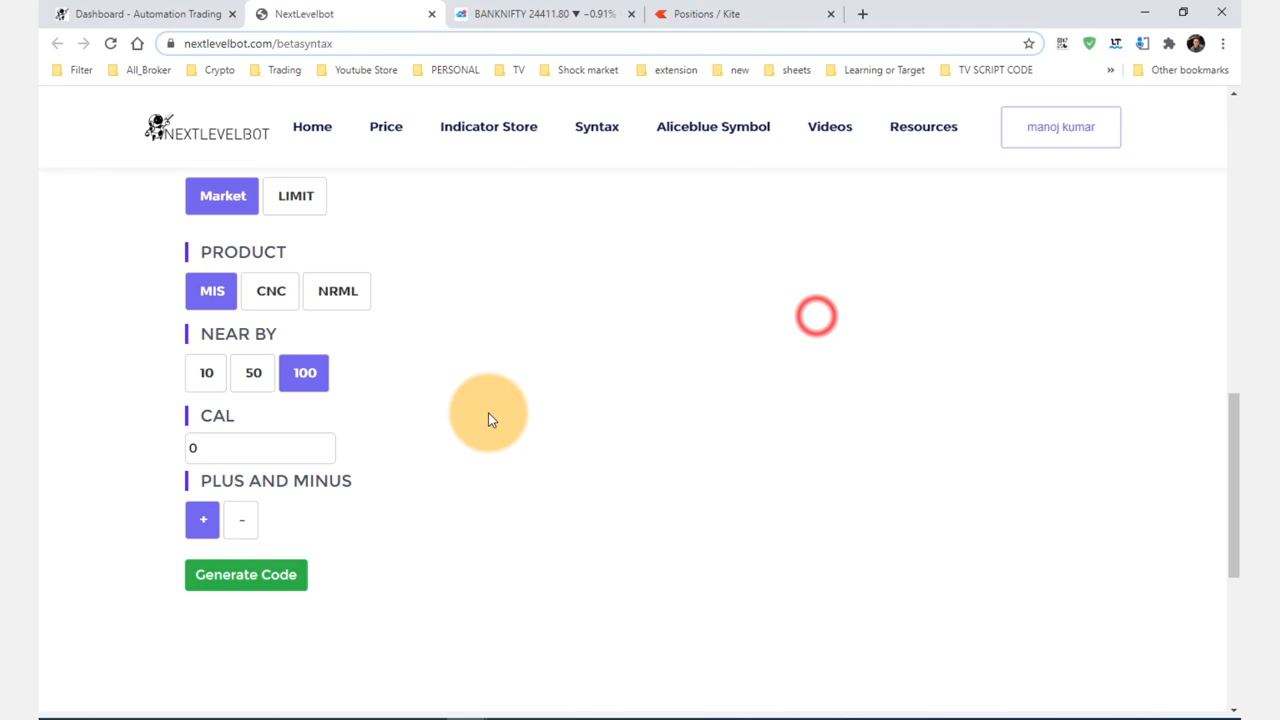 Dashboard - Automation Trading
NextLevelbot
BANKNIFTY 24411.80 ▼ −0.91%
Positions / Kite
nextlevelbot.com/betasyntax
Filter
All_Broker
Crypto
Trading
Youtube Store
PERSONAL
TV
Shock market
extension
new
sheets
Learning or Target
TV SCRIPT CODE
Other bookmarks
NEXTLEVELBOT
Home
Price
Indicator Store
Syntax
Aliceblue Symbol
Videos
Resources
manoj kumar
Market
LIMIT
PRODUCT
MIS
CNC
NRML
NEAR BY
10
50
100
CAL
0
PLUS AND MINUS
+
-
Generate Code